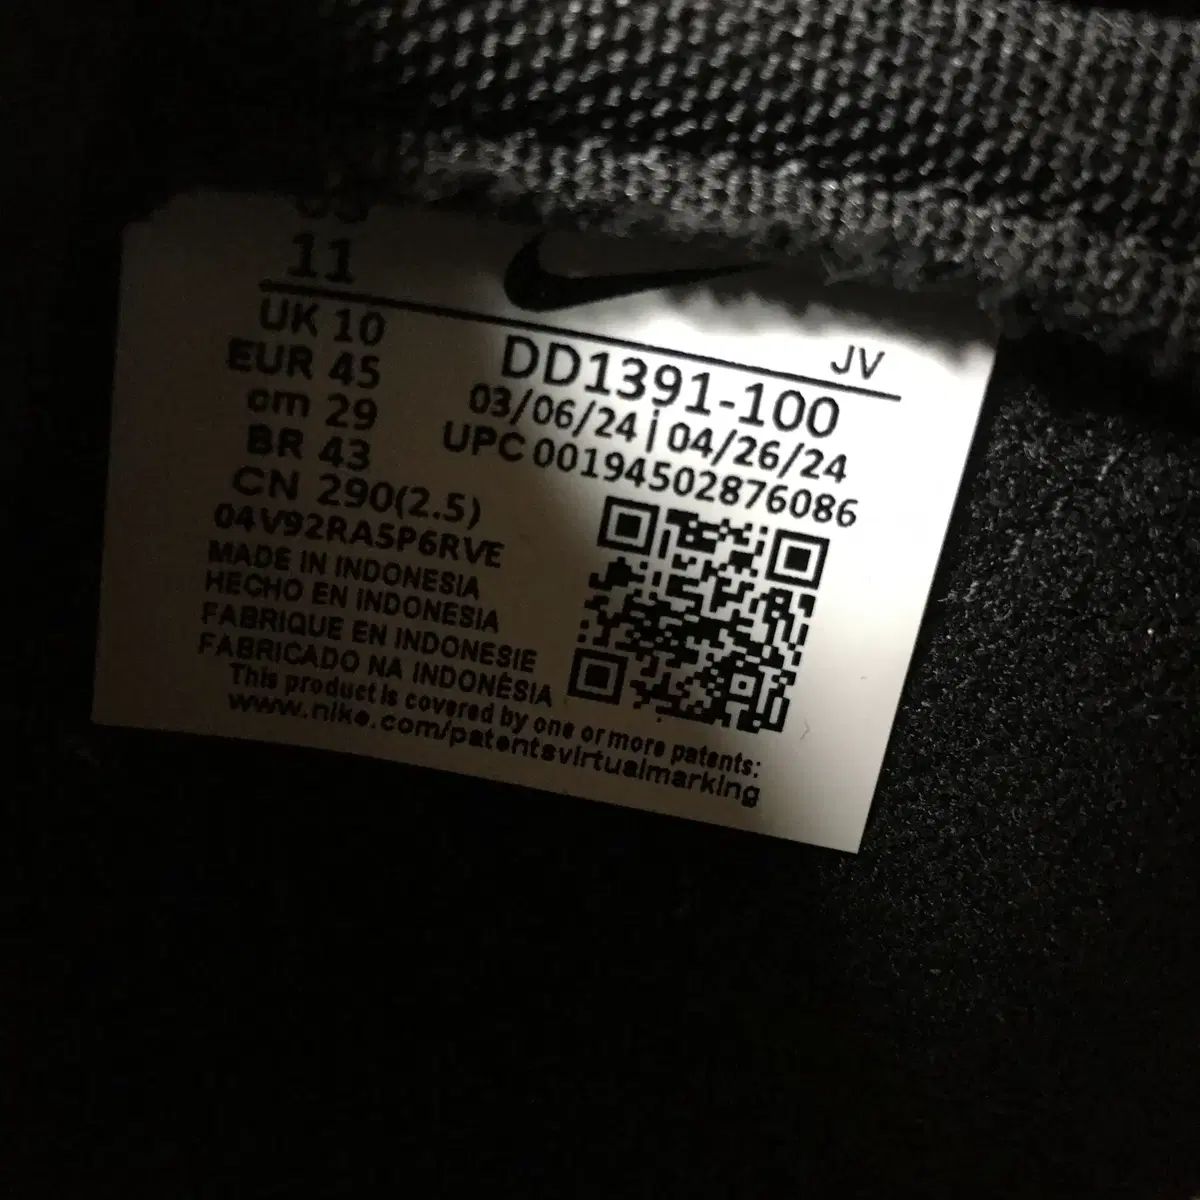 US
11
UK 10
EUR 45
cm 29
BR 43
CN 290(2.5)
04V92RA5P6RVE
JV
DD1391-100
03/06/24 | 04/26/24
UPC 00194502876086
MADE IN INDONESIA
HECHO EN INDONESIA
FABRIQUE EN INDONESIE
FABRICADO NA INDONÉSIA
This product is covered by one or more patents:
www.nike.com/patentsvirtualmarking